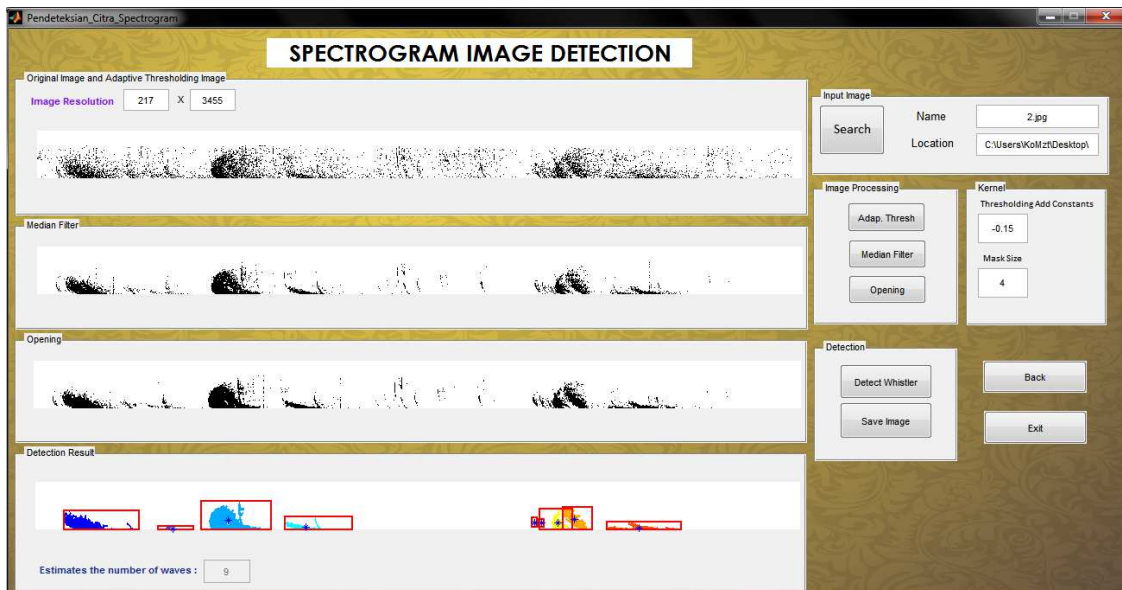 Pendeteksian_Citra_Spectrogram
SPECTROGRAM IMAGE DETECTION
Original Image and Adaptive Thresholding Image
Image Resolution 217 X 3455
Median Filter
Opening
Detection Result
Estimates the number of waves : 9
Input Image
Search
Name 2.jpg
Location C:\Users\KoMzt\Desktop\
Image Processing
Adap. Thresh
Median Filter
Opening
Kernel
Thresholding Add Constants
-0.15
Mask Size
4
Detection
Detect Whistler
Save Image
Back
Exit